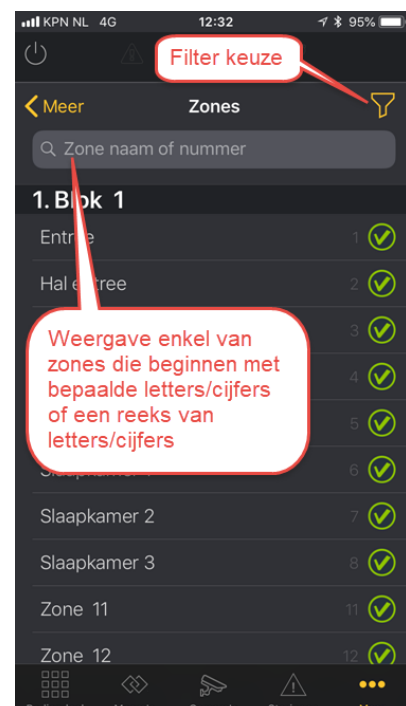 KPN NL 4G 12:32 95%
Filter keuze
Meer Zones
Zone naam of nummer
1. Blok 1
Entree 1
Hal entree 2
3
Weergave enkel van
zones die beginnen met
bepaalde letters/cijfers
of een reeks van
letters/cijfers
4
5
6
Slaapkamer 2 7
Slaapkamer 3 8
Zone 11 11
Zone 12 12